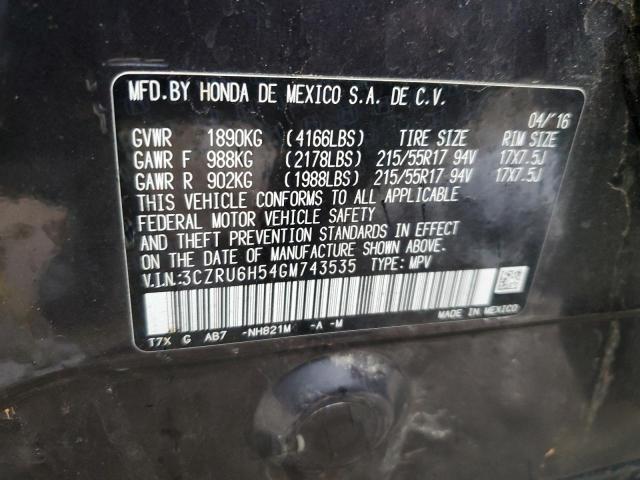 MFD.BY HONDA DE MEXICO S.A. DE C.V.
04/'16
GVWR 1890KG (4166LBS) TIRE SIZE RIM SIZE
GAWR F 988KG (2178LBS) 215/55R17 94V 17X7.5J
GAWR R 902KG (1988LBS) 215/55R17 94V 17X7.5J
THIS VEHICLE CONFORMS TO ALL APPLICABLE
FEDERAL MOTOR VEHICLE SAFETY
AND THEFT PREVENTION STANDARDS IN EFFECT
ON THE DATE OF MANUFACTURE SHOWN ABOVE.
V.IN:3CZRU6H54GM743535 TYPE: MPV
T7X G AB7 -NH821M -A -M
MADE IN MEXICO